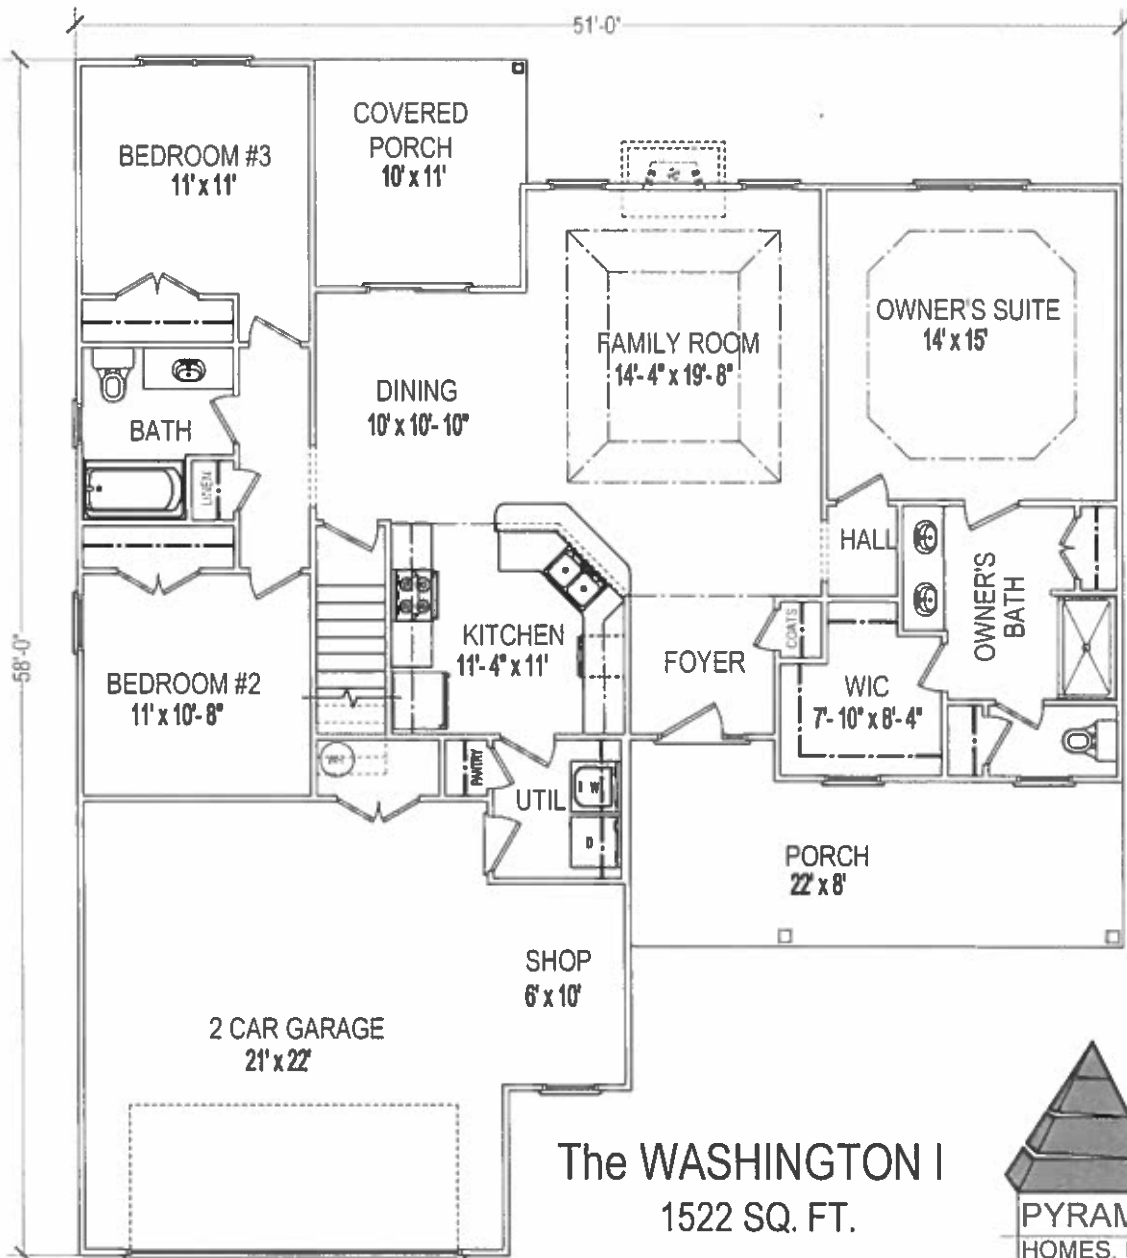 51'-0"
58'-0"
BEDROOM #3
11' x 11'
COVERED
PORCH
10' x 11'
FAMILY ROOM
14'- 4" x 19'- 8"
OWNER'S SUITE
14' x 15'
DINING
10' x 10'- 10"
BATH
LINEN
HALL
OWNER'S
BATH
KITCHEN
11'- 4" x 11'
COATS
FOYER
BEDROOM #2
11' x 10'- 8"
WIC
7'- 10" x 8'- 4"
WH
PANTRY
UTIL
W
D
PORCH
22' x 8'
SHOP
6' x 10'
2 CAR GARAGE
21' x 22'
The WASHINGTON I
1522 SQ. FT.
PYRAM
HOMES,